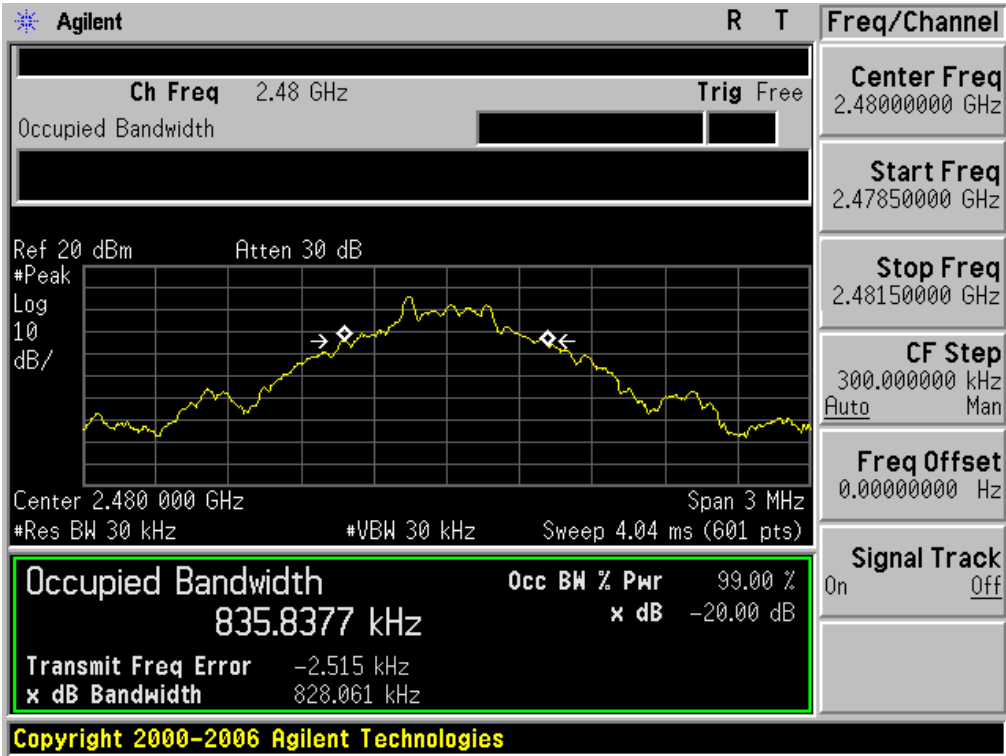 Agilent R T
Ch Freq 2.48 GHz Trig Free
Occupied Bandwidth
Ref 20 dBm Atten 30 dB
#Peak
Log
10
dB/
Center 2.480 000 GHz Span 3 MHz
#Res BW 30 kHz #VBW 30 kHz Sweep 4.04 ms (601 pts)
Occupied Bandwidth
835.8377 kHz
Occ BW % Pwr 99.00 %
x dB -20.00 dB
Transmit Freq Error -2.515 kHz
x dB Bandwidth 828.061 kHz
Copyright 2000-2006 Agilent Technologies
Freq/Channel
Center Freq
2.48000000 GHz
Start Freq
2.47850000 GHz
Stop Freq
2.48150000 GHz
CF Step
300.000000 kHz
Auto Man
Freq Offset
0.00000000 Hz
Signal Track
On Off